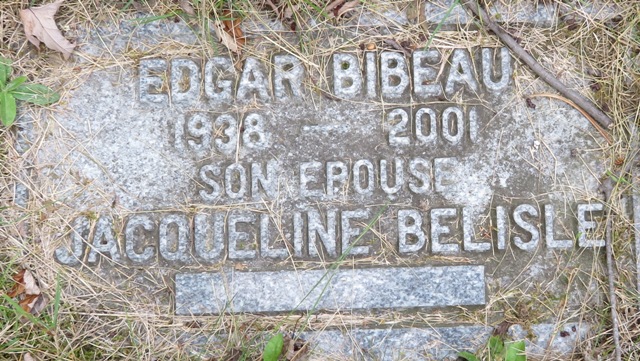 EDGAR BIBEAU
1938 - 2001
SON EPOUSE
JACQUELINE BELISLE